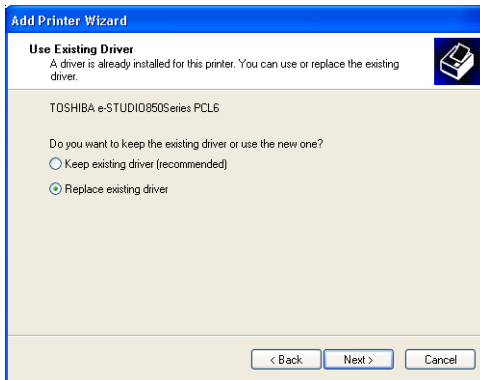 Add Printer Wizard
Use Existing Driver
A driver is already installed for this printer. You can use or replace the existing
driver.
TOSHIBA e-STUDIO850Series PCL6
Do you want to keep the existing driver or use the new one?
Keep existing driver (recommended)
Replace existing driver
< Back
Next >
Cancel